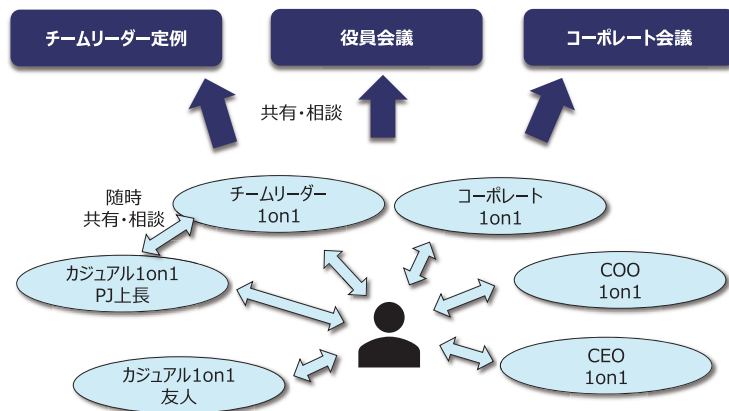 チームリーダー定例
役員会議
コーポレート会議
共有・相談
随時
共有・相談
チームリーダー
1on1
コーポレート
1on1
カジュアル1on1
PJ上長
COO
1on1
カジュアル1on1
友人
CEO
1on1